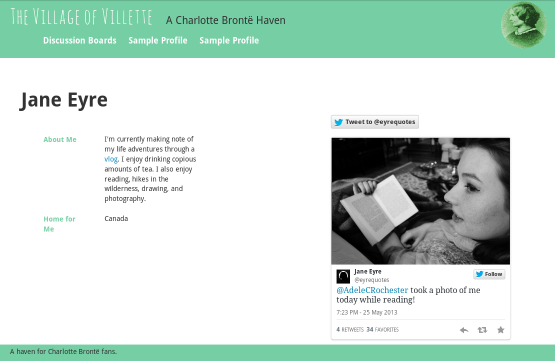 The Village of Villette
A Charlotte Brontë Haven
Discussion Boards Sample Profile Sample Profile
Jane Eyre
Tweet to @eyrequotes
About Me
I'm currently making note of
my life adventures through a
vlog. I enjoy drinking copious
amounts of tea. I also enjoy
reading, hikes in the
wilderness, drawing, and
photography.
Home for
Me
Canada
Jane Eyre
@eyrequotes
Follow
@AdeleCRochester took a photo of me
today while reading!
7:23 PM - 25 May 2013
4 RETWEETS 34 FAVORITES
A haven for Charlotte Brontë fans.